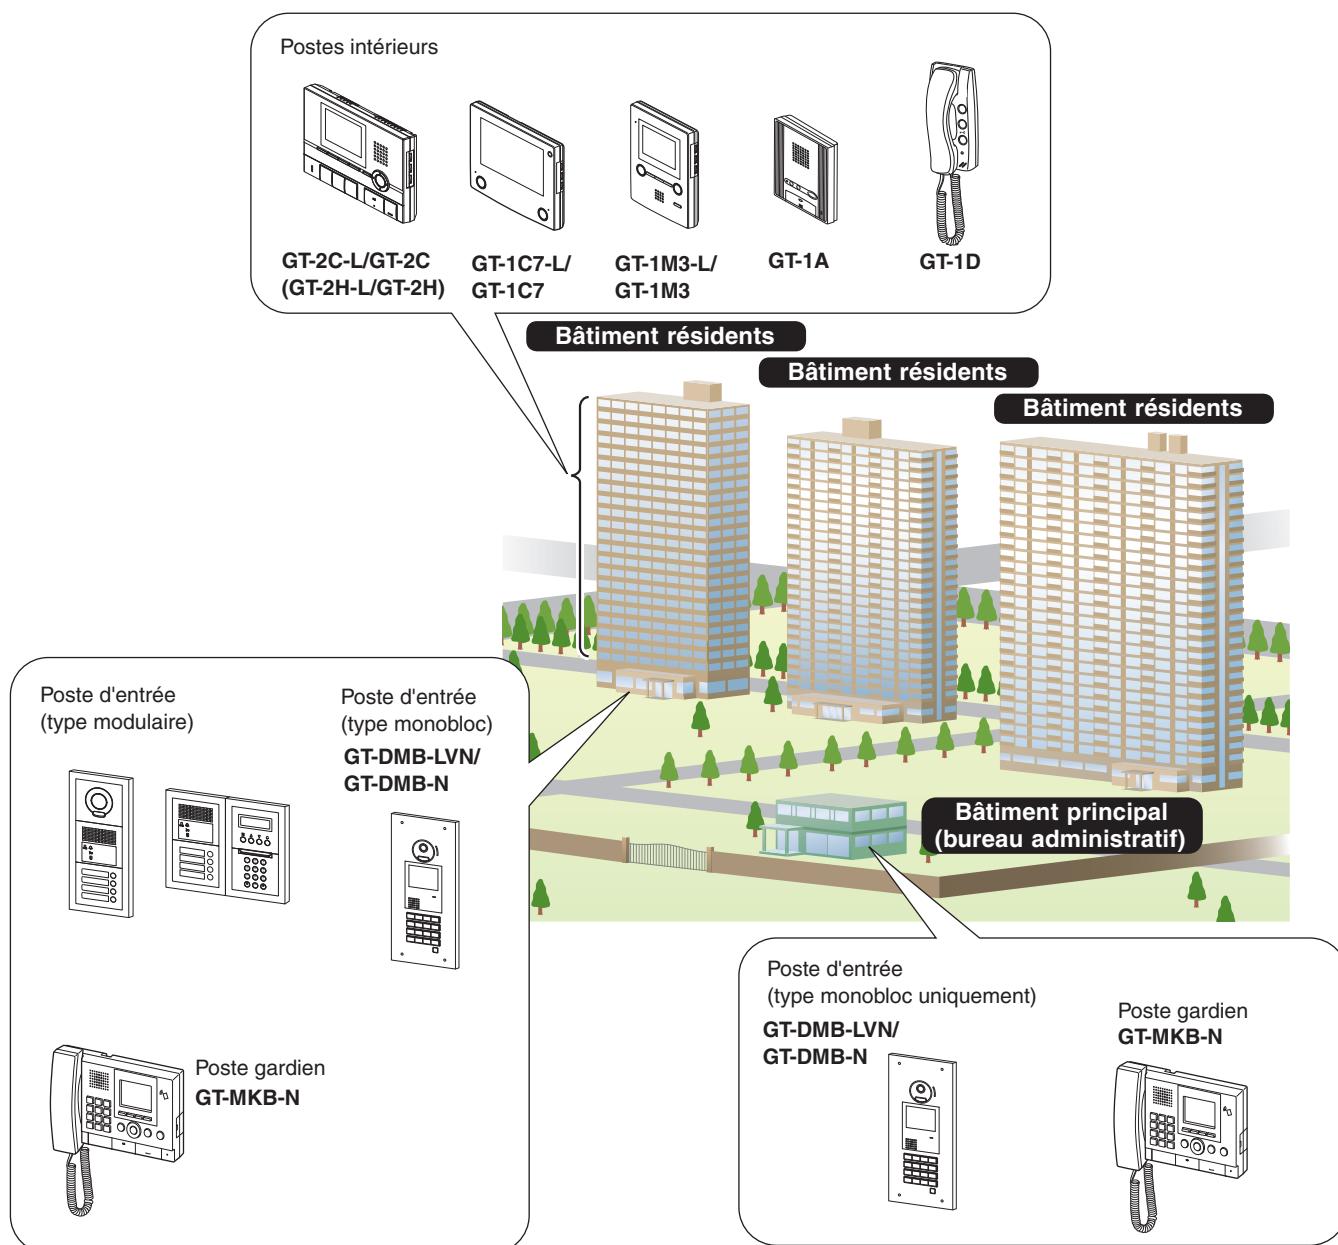 Postes intérieurs
GT-2C-L/GT-2C
(GT-2H-L/GT-2H)
GT-1C7-L/
GT-1C7
GT-1M3-L/
GT-1M3
GT-1A
GT-1D
Bâtiment résidents
Bâtiment résidents
Bâtiment résidents
Poste d'entrée
(type modulaire)
Poste d'entrée
(type monobloc)
GT-DMB-LVN/
GT-DMB-N
Poste gardien
GT-MKB-N
Bâtiment principal
(bureau administratif)
Poste d'entrée
(type monobloc uniquement)
GT-DMB-LVN/
GT-DMB-N
Poste gardien
GT-MKB-N